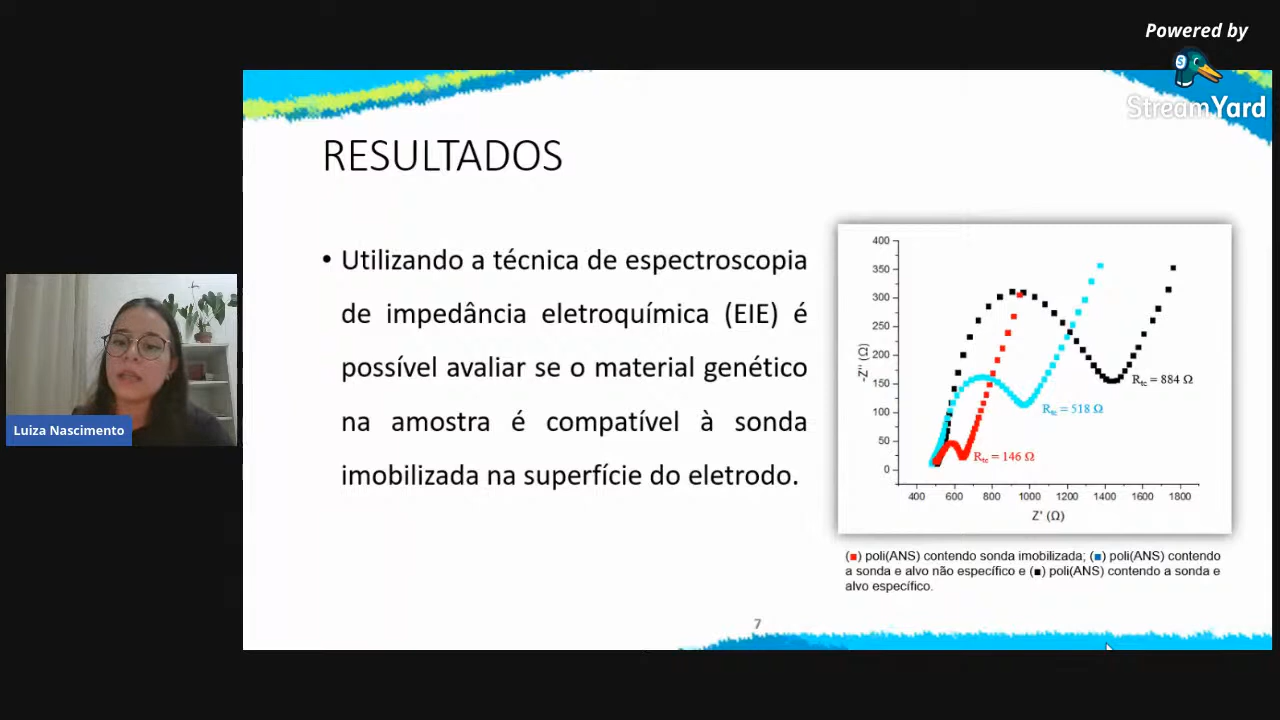 Powered by
StreamYard
RESULTADOS
• Utilizando a técnica de espectroscopia
de impedância eletroquímica (EIE) é
possível avaliar se o material genético
na amostra é compatível à sonda
imobilizada na superfície do eletrodo.
Luiza Nascimento
400
350
300
250
200
150
100
50
0
-Z'' (Ω)
Rtc = 884 Ω
Rtc = 518 Ω
Rtc = 146 Ω
400 600 800 1000 1200 1400 1600 1800
Z' (Ω)
(■) poli(ANS) contendo sonda imobilizada; (■) poli(ANS) contendo
a sonda e alvo não específico e (■) poli(ANS) contendo a sonda e
alvo específico.
7